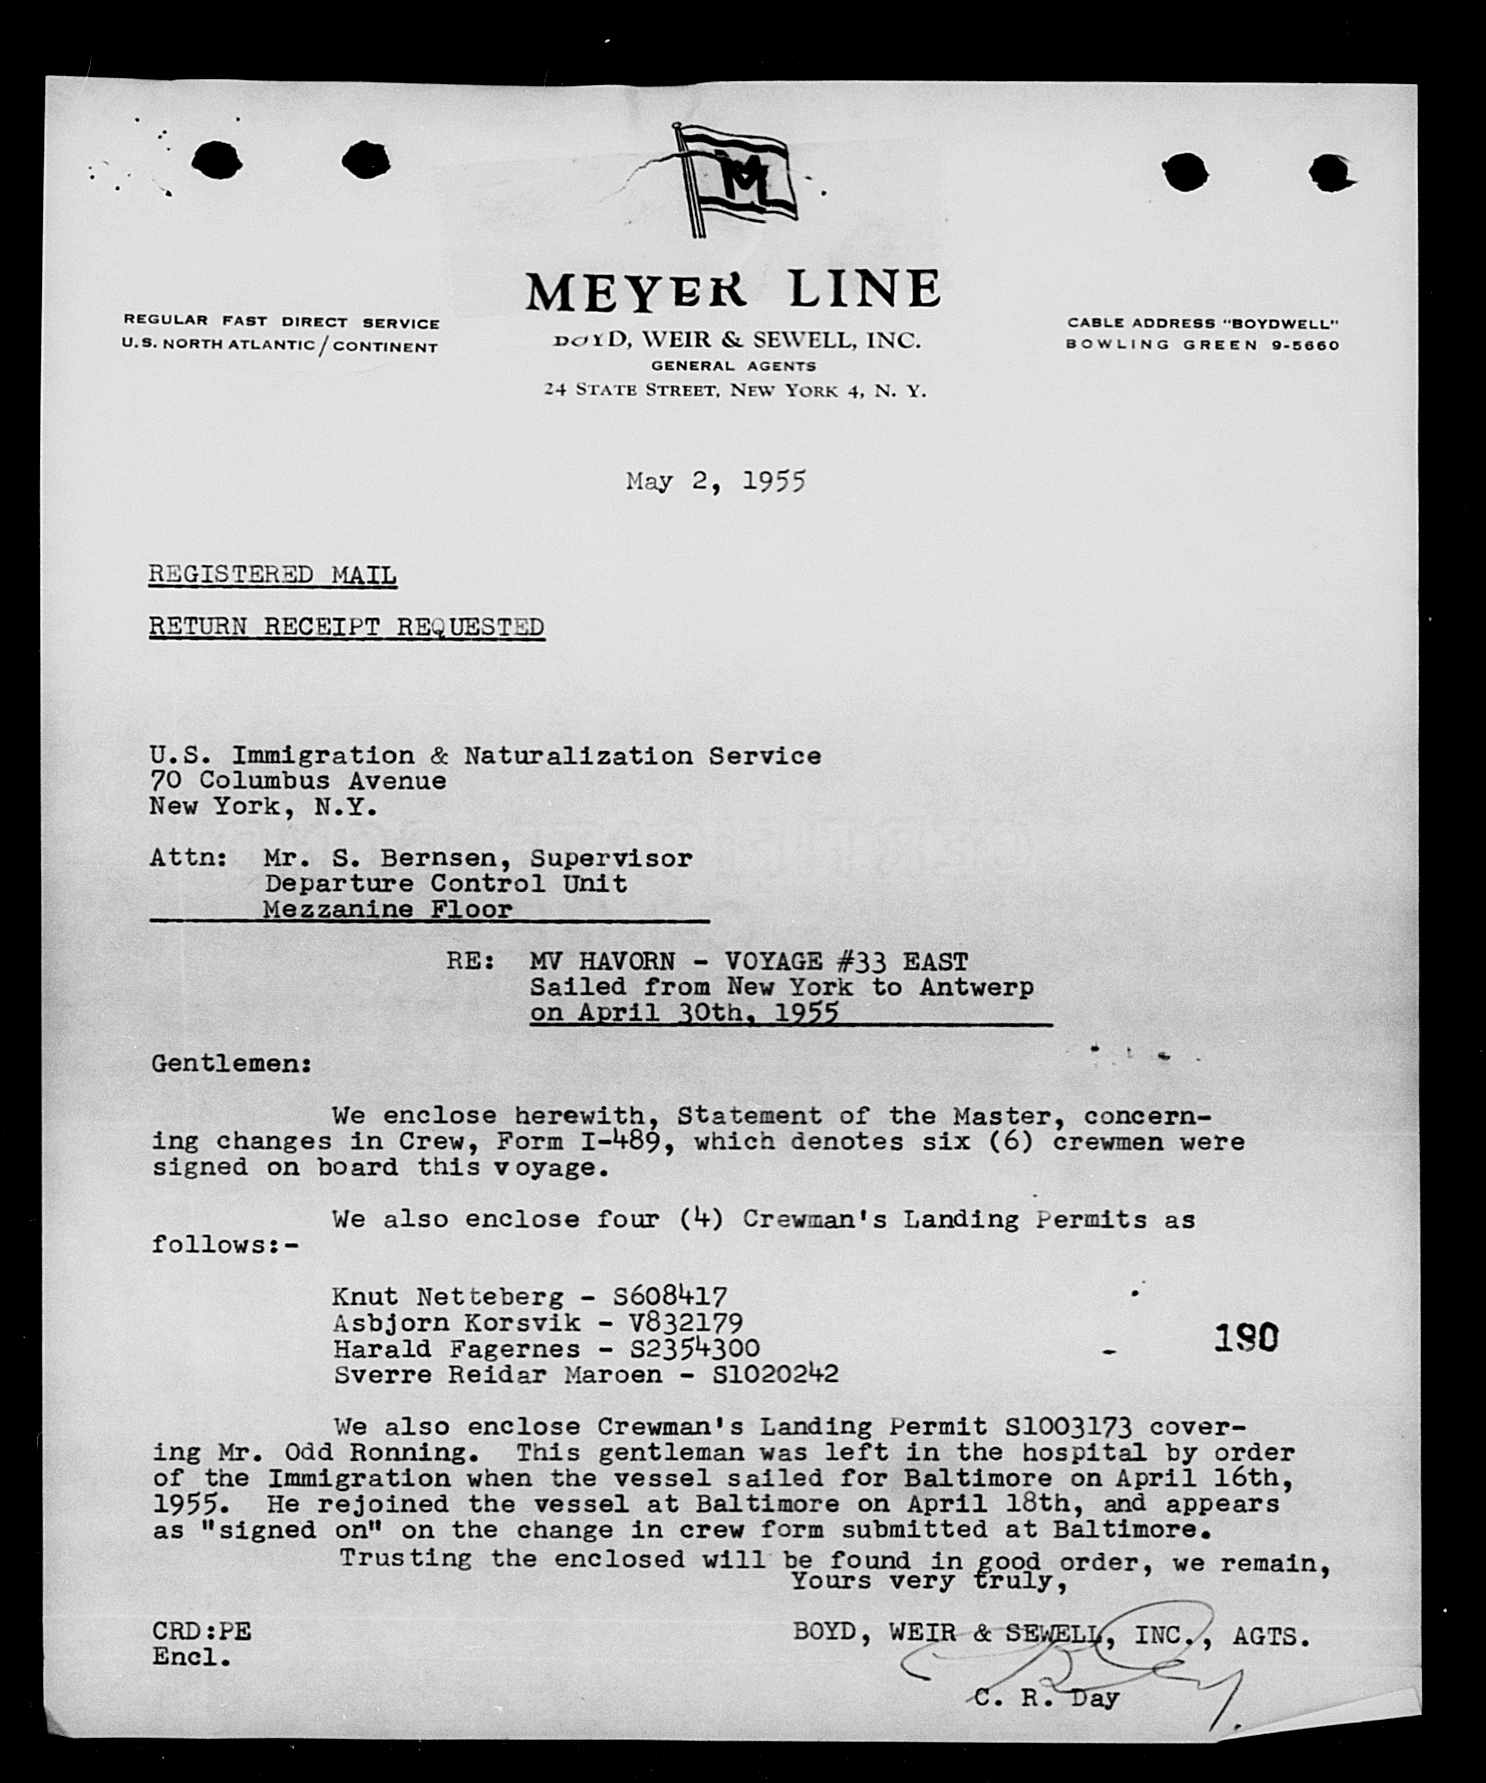 M
MEYER LINE
REGULAR FAST DIRECT SERVICE
U.S. NORTH ATLANTIC/CONTINENT
BOYD, WEIR & SEWELL, INC.
GENERAL AGENTS
24 STATE STREET, NEW YORK 4, N. Y.
CABLE ADDRESS "BOYDWELL"
BOWLING GREEN 9-5660
May 2, 1955
REGISTERED MAIL
RETURN RECEIPT REQUESTED
U.S. Immigration & Naturalization Service
70 Columbus Avenue
New York, N.Y.
Attn: Mr. S. Bernsen, Supervisor
Departure Control Unit
Mezzanine Floor
RE: MV HAVORN - VOYAGE #33 EAST
Sailed from New York to Antwerp
on April 30th, 1955
Gentlemen:
We enclose herewith, Statement of the Master, concern-
ing changes in Crew, Form I-489, which denotes six (6) crewmen were
signed on board this voyage.
We also enclose four (4) Crewman's Landing Permits as
follows:-
Knut Netteberg - S608417
Asbjorn Korsvik - V832179
Harald Fagernes - S2354300
Sverre Reidar Maroen - S1020242
190
We also enclose Crewman's Landing Permit S1003173 cover-
ing Mr. Odd Ronning. This gentleman was left in the hospital by order
of the Immigration when the vessel sailed for Baltimore on April 16th,
1955. He rejoined the vessel at Baltimore on April 18th, and appears
as "signed on" on the change in crew form submitted at Baltimore.
Trusting the enclosed will be found in good order, we remain,
Yours very truly,
CRD:PE
Encl.
BOYD, WEIR & SEWELL, INC., AGTS.
C. R. Day